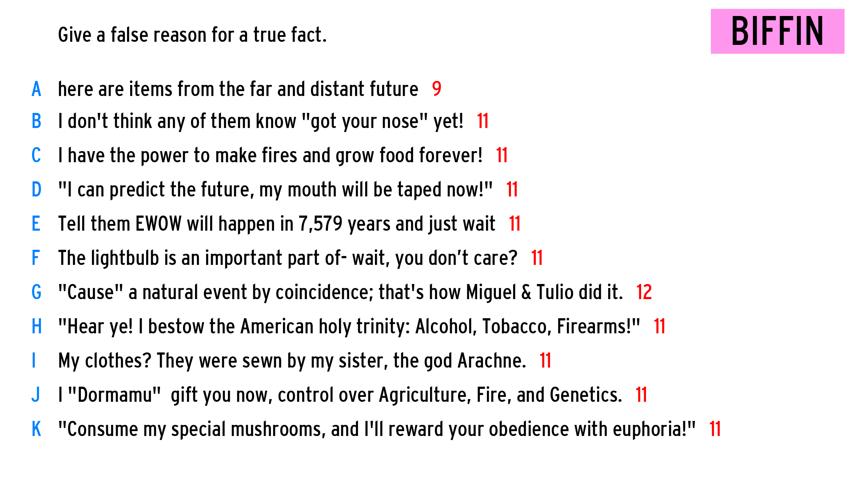 Give a false reason for a true fact.
BIFFIN
A here are items from the far and distant future 9
B I don't think any of them know "got your nose" yet! 11
C I have the power to make fires and grow food forever! 11
D "I can predict the future, my mouth will be taped now!" 11
E Tell them EWOW will happen in 7,579 years and just wait 11
F The lightbulb is an important part of- wait, you don’t care? 11
G "Cause" a natural event by coincidence; that's how Miguel & Tulio did it. 12
H "Hear ye! I bestow the American holy trinity: Alcohol, Tobacco, Firearms!" 11
I My clothes? They were sewn by my sister, the god Arachne. 11
J I "Dormamu"  gift you now, control over Agriculture, Fire, and Genetics. 11
K "Consume my special mushrooms, and I'll reward your obedience with euphoria!" 11